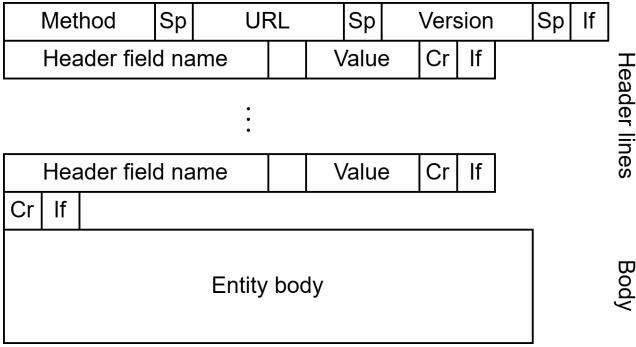 Method Sp URL Sp Version Sp If
Header field name Value Cr If
⋮
Header field name Value Cr If
Cr If
Entity body
Header lines
Body